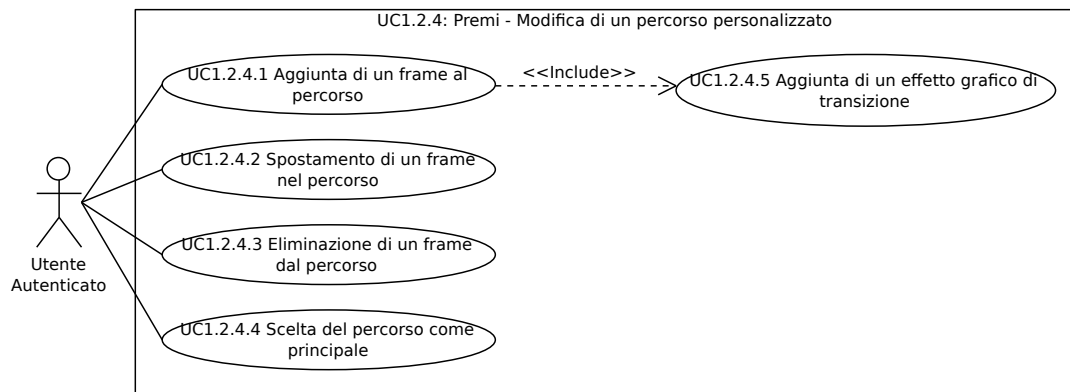 UC1.2.4: Premi - Modifica di un percorso personalizzato
UC1.2.4.1 Aggiunta di un frame al
percorso
<<Include>>
UC1.2.4.5 Aggiunta di un effetto grafico di
transizione
UC1.2.4.2 Spostamento di un frame
nel percorso
UC1.2.4.3 Eliminazione di un frame
dal percorso
Utente
Autenticato
UC1.2.4.4 Scelta del percorso come
principale